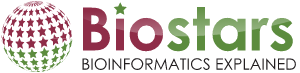 Biostars
BIOINFORMATICS EXPLAINED